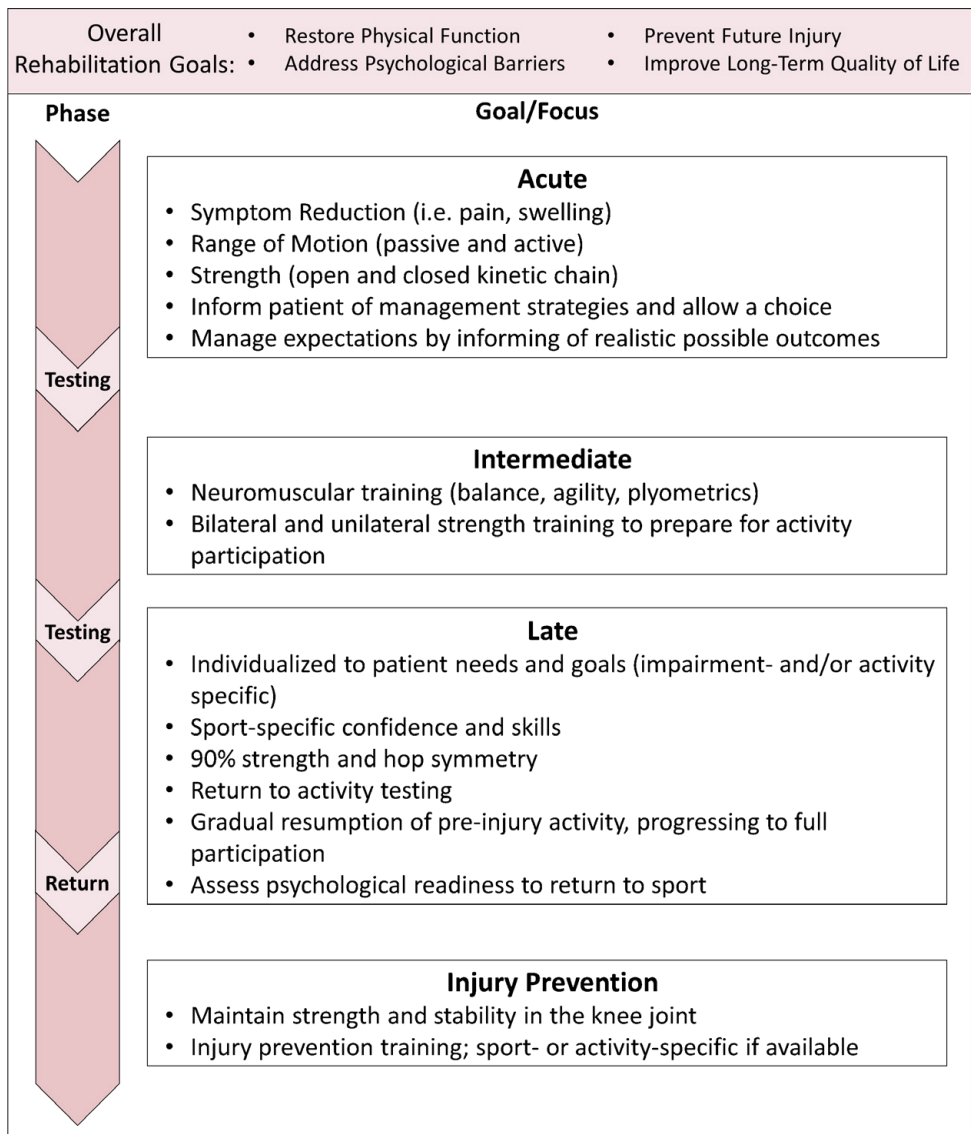 Overall
Rehabilitation Goals:
• Restore Physical Function
• Address Psychological Barriers
• Prevent Future Injury
• Improve Long-Term Quality of Life
Phase
Goal/Focus
Acute
• Symptom Reduction (i.e. pain, swelling)
• Range of Motion (passive and active)
• Strength (open and closed kinetic chain)
• Inform patient of management strategies and allow a choice
• Manage expectations by informing of realistic possible outcomes
Testing
Intermediate
• Neuromuscular training (balance, agility, plyometrics)
• Bilateral and unilateral strength training to prepare for activity
participation
Testing
Late
• Individualized to patient needs and goals (impairment- and/or activity
specific)
• Sport-specific confidence and skills
• 90% strength and hop symmetry
• Return to activity testing
• Gradual resumption of pre-injury activity, progressing to full
participation
• Assess psychological readiness to return to sport
Return
Injury Prevention
• Maintain strength and stability in the knee joint
• Injury prevention training; sport- or activity-specific if available